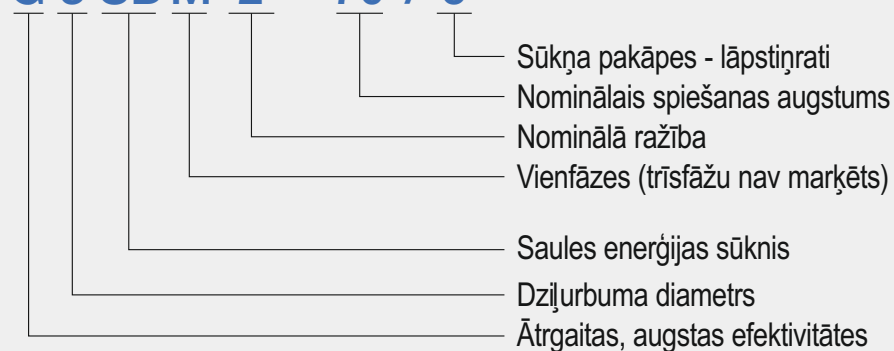 Sūkņa pakāpes - lāpstiņrati
Nominālais spiešanas augstums
Nominālā ražība
Vienfāzes (trīsfāžu nav marķēts)
Saules enerģijas sūknis
Dziļurbuma diametrs
Ātrgaitas, augstas efektivitātes